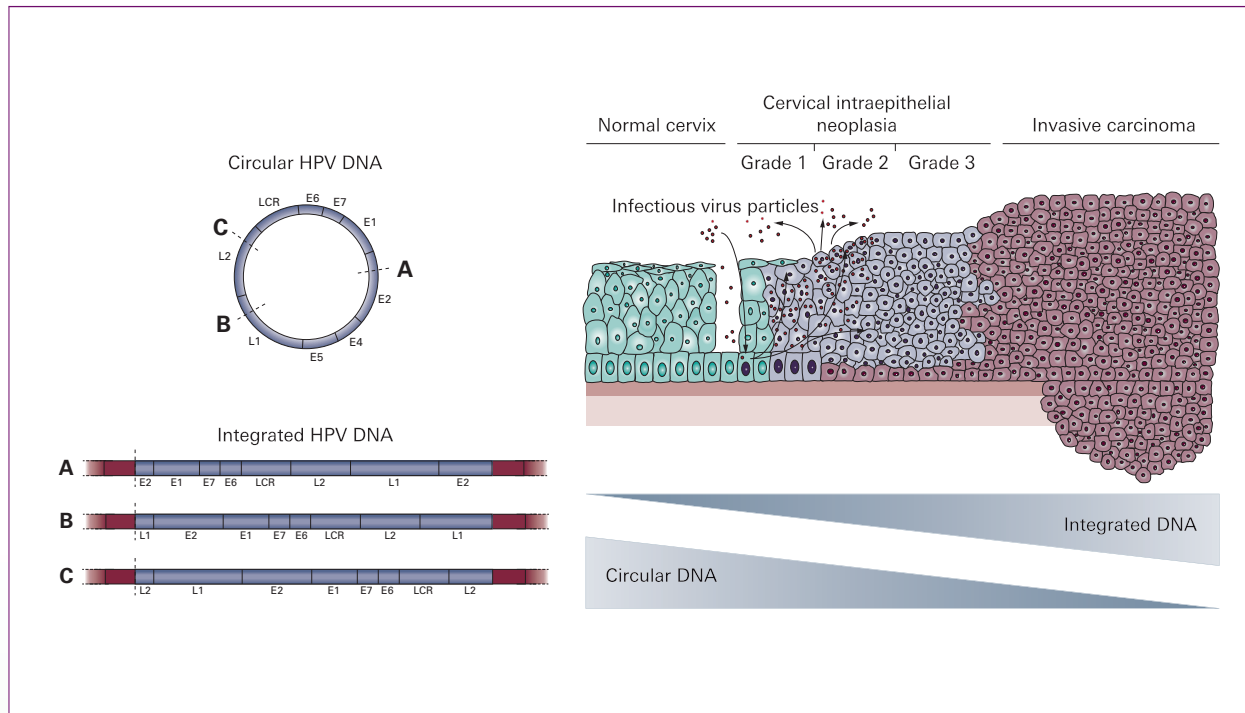 Circular HPV DNA
LCR
E6
E7
E1
C
L2
A
E2
B
L1
E4
E5
Integrated HPV DNA
A
E2 E1 E7 E6 LCR L2 L1 E2
B
L1 E2 E1 E7 E6 LCR L2 L1
C
L2 L1 E2 E1 E7 E6 LCR L2
Normal cervix
Cervical intraepithelial
neoplasia
Invasive carcinoma
Grade 1 Grade 2 Grade 3
Infectious virus particles
Integrated DNA
Circular DNA